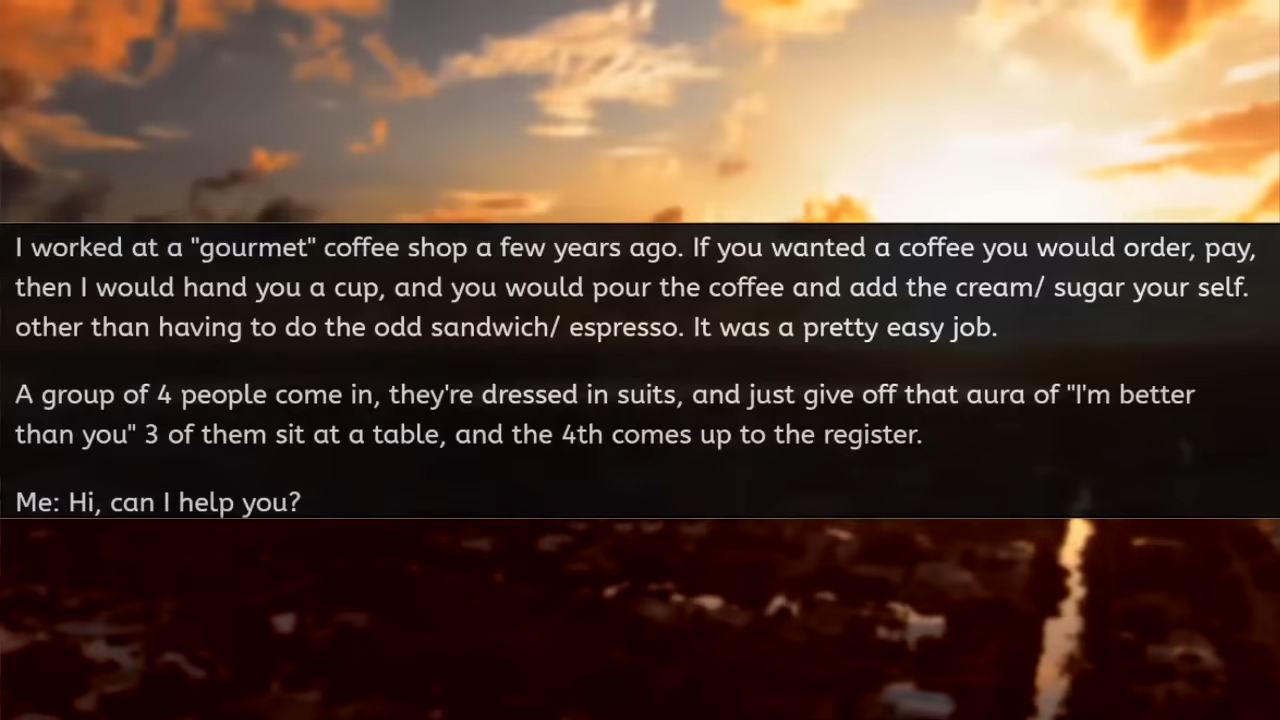 I worked at a "gourmet" coffee shop a few years ago. If you wanted a coffee you would order, pay,
then I would hand you a cup, and you would pour the coffee and add the cream/ sugar your self.
other than having to do the odd sandwich/ espresso. It was a pretty easy job.
A group of 4 people come in, they're dressed in suits, and just give off that aura of "I'm better
than you" 3 of them sit at a table, and the 4th comes up to the register.
Me: Hi, can I help you?